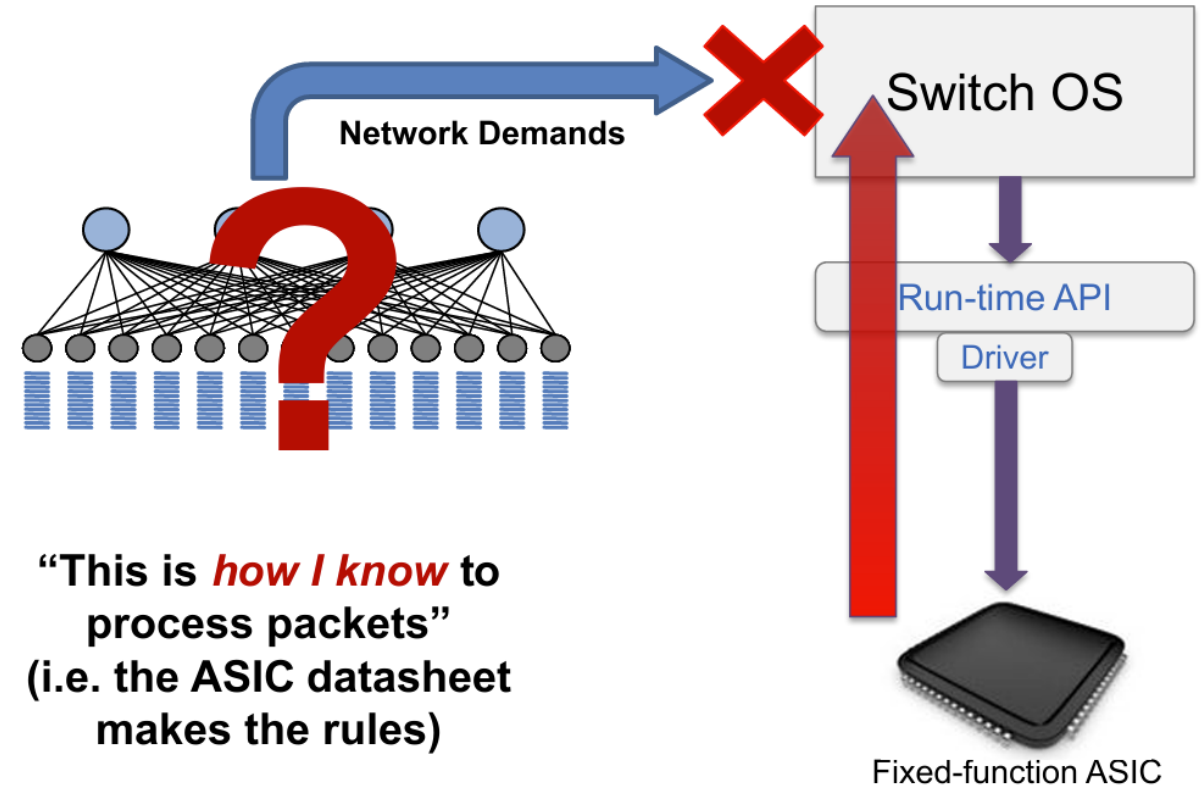 Switch OS
Network Demands
Run-time API
Driver
“This is how I know to
process packets”
(i.e. the ASIC datasheet
makes the rules)
Fixed-function ASIC